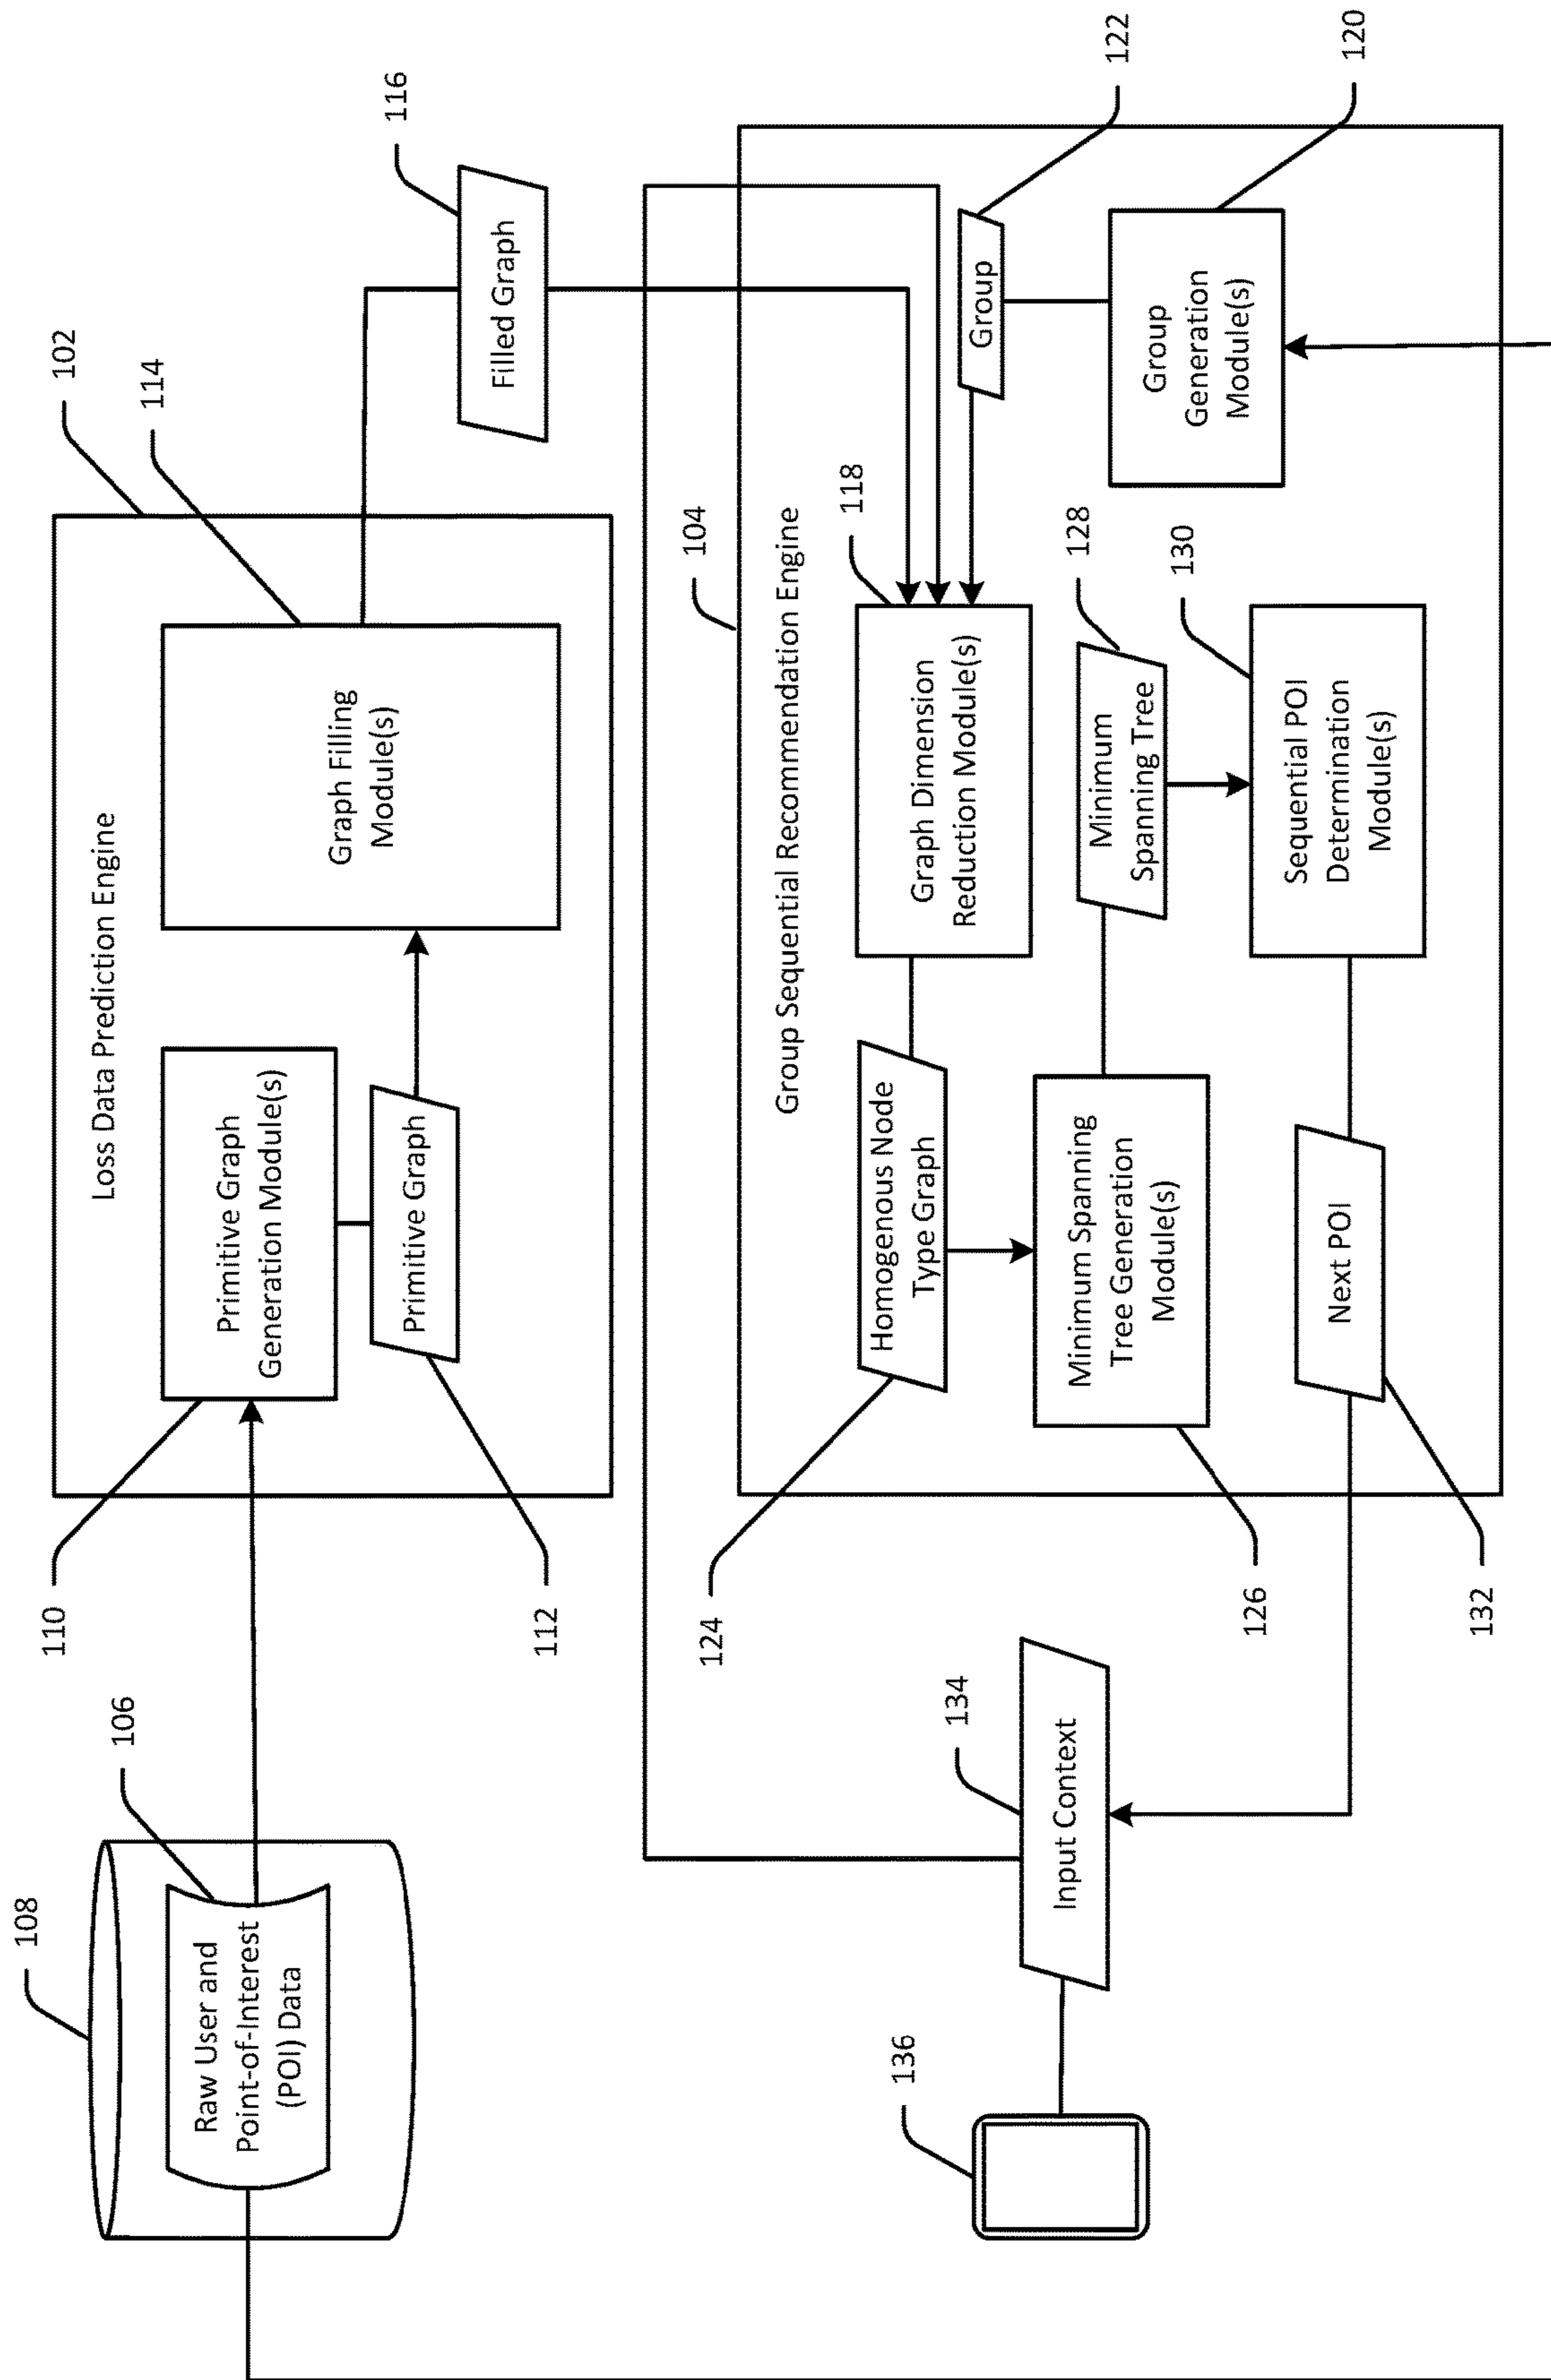 108
106
Raw User and
Point-of-Interest
(POI) Data
110
Loss Data Prediction Engine
102
Primitive Graph
Generation Module(s)
Primitive Graph
112
Graph Filling
Module(s)
114
116
Filled Graph
104
Group Sequential Recommendation Engine
118
Graph Dimension
Reduction Module(s)
Group
122
Group
Generation
Module(s)
120
124
Homogenous Node
Type Graph
Minimum Spanning
Tree Generation
Module(s)
126
Minimum
Spanning Tree
128
130
Sequential POI
Determination
Module(s)
Next POI
132
134
Input Context
136